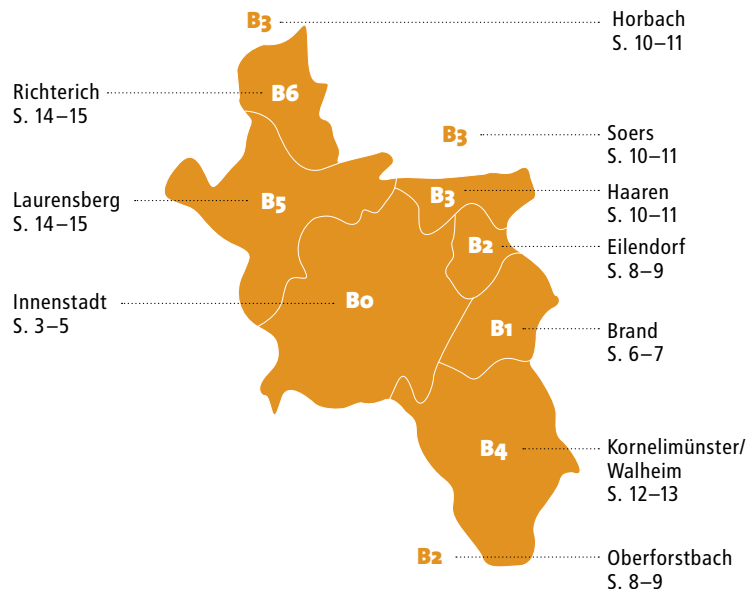 B3
Horbach
S. 10–11
Richterich
S. 14–15
B6
B3
Soers
S. 10–11
Laurensberg
S. 14–15
B5
B3
Haaren
S. 10–11
B2
Eilendorf
S. 8–9
Innenstadt
S. 3–5
B0
B1
Brand
S. 6–7
B4
Kornelimünster/
Walheim
S. 12–13
B2
Oberforstbach
S. 8–9